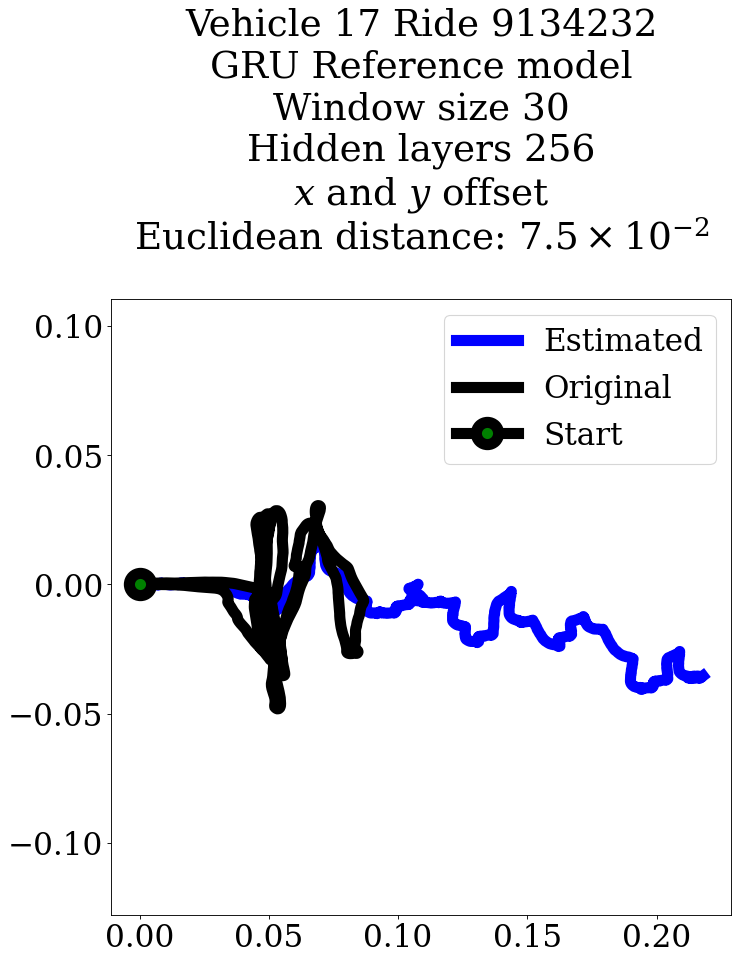 Vehicle 17 Ride 9134232
GRU Reference model
Window size 30
Hidden layers 256
x and y offset
Euclidean distance: 7.5 × 10⁻²
Estimated
Original
Start
0.10
0.05
0.00
−0.05
−0.10
0.00 0.05 0.10 0.15 0.20